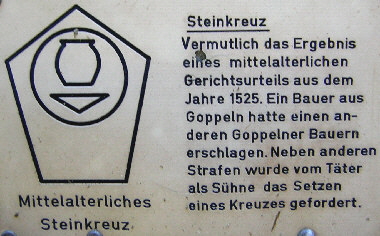 Steinkreuz
Vermutlich das Ergebnis
eines mittelalterlichen
Gerichtsurteils aus dem
Jahre 1525. Ein Bauer aus
Goppeln hatte einen an-
deren Goppelner Bauern
erschlagen. Neben anderen
Strafen wurde vom Täter
als Sühne das Setzen
eines Kreuzes gefordert.
Mittelalterliches
Steinkreuz